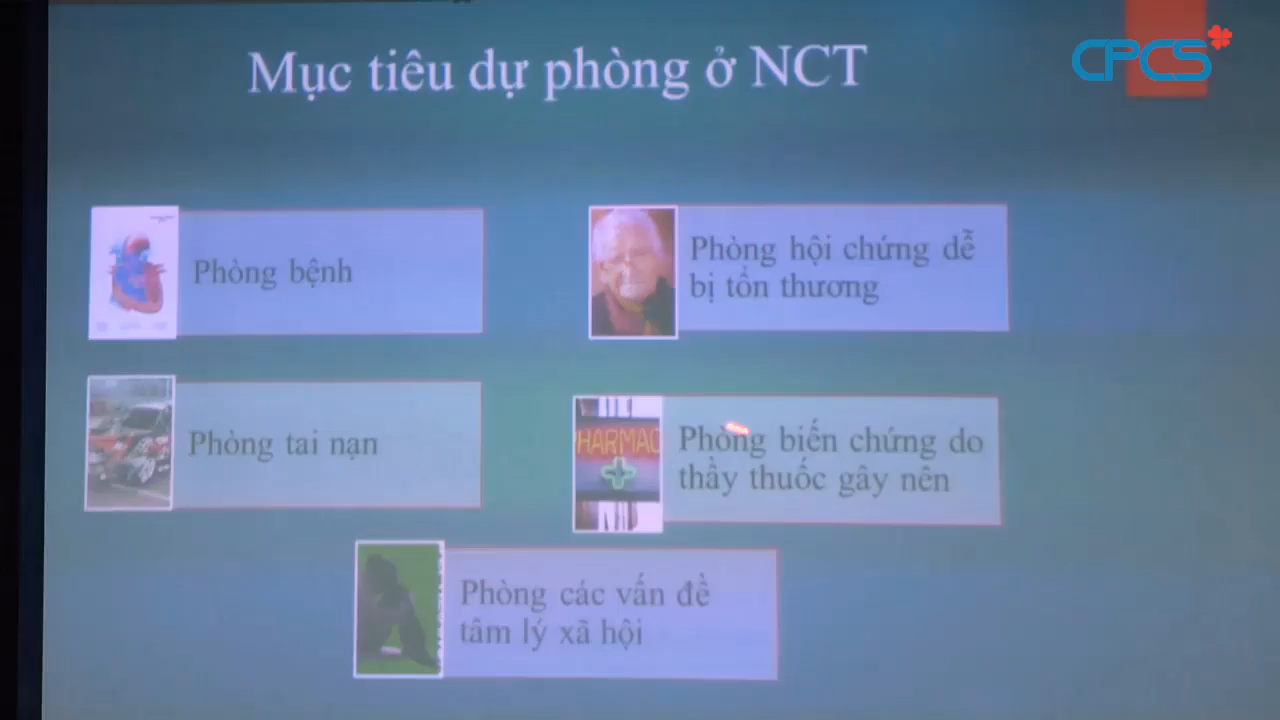 Mục tiêu dự phòng ở NCT
CPCS
Phòng bệnh
Phòng hội chứng dễ
bị tổn thương
Phòng tai nạn
HARMAC
Phòng biến chứng do
thầy thuốc gây nên
Phòng các vấn đề
tâm lý xã hội